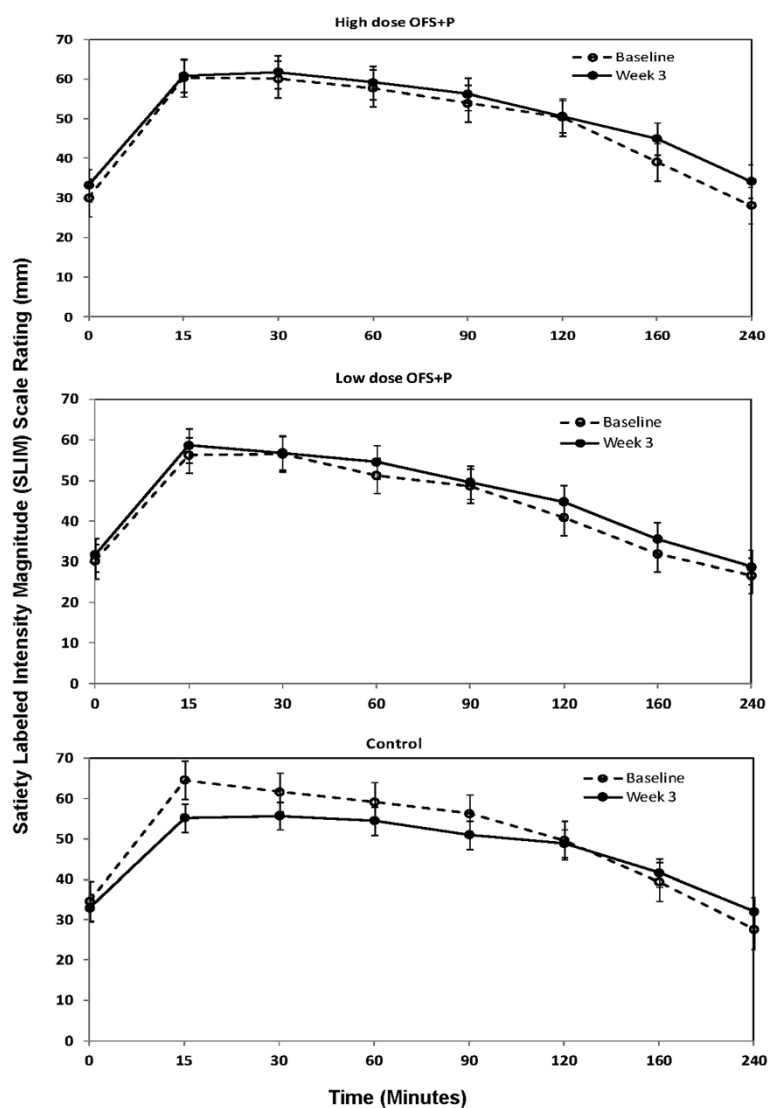 Satiety Labeled Intensity Magnitude (SLIM) Scale Rating (mm)
High dose OFS+P
70
60
50
40
30
20
10
0
Baseline
Week 3
0 15 30 60 90 120 160 240
Low dose OFS+P
70
60
50
40
30
20
10
0
Baseline
Week 3
0 15 30 60 90 120 160 240
Control
70
60
50
40
30
20
10
0
Baseline
Week 3
0 15 30 60 90 120 160 240
Time (Minutes)